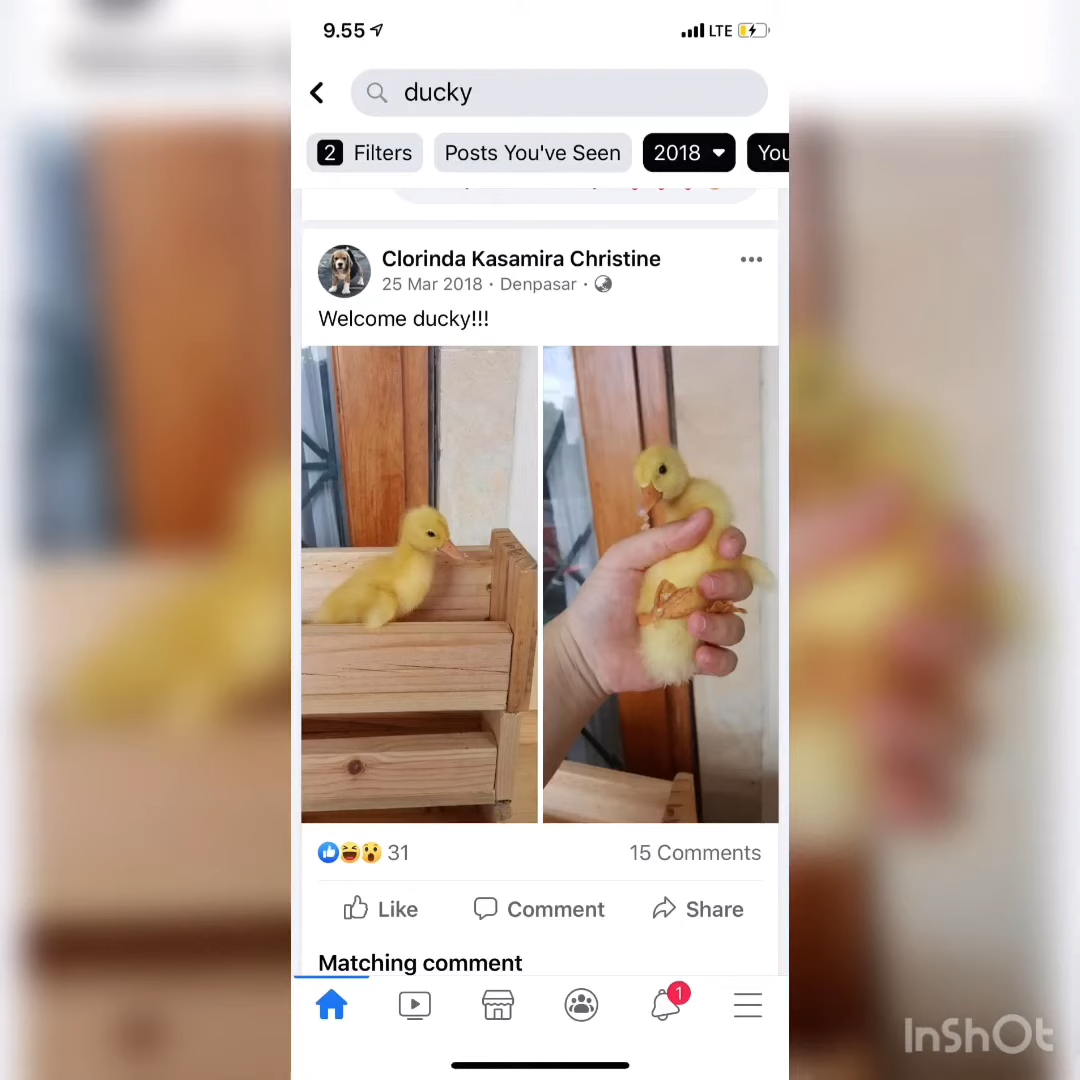 9.55
LTE
ducky
2 Filters
Posts You've Seen
2018
You
Clorinda Kasamira Christine
25 Mar 2018 · Denpasar ·
Welcome ducky!!!
31
15 Comments
Like
Comment
Share
Matching comment
1
InShOt